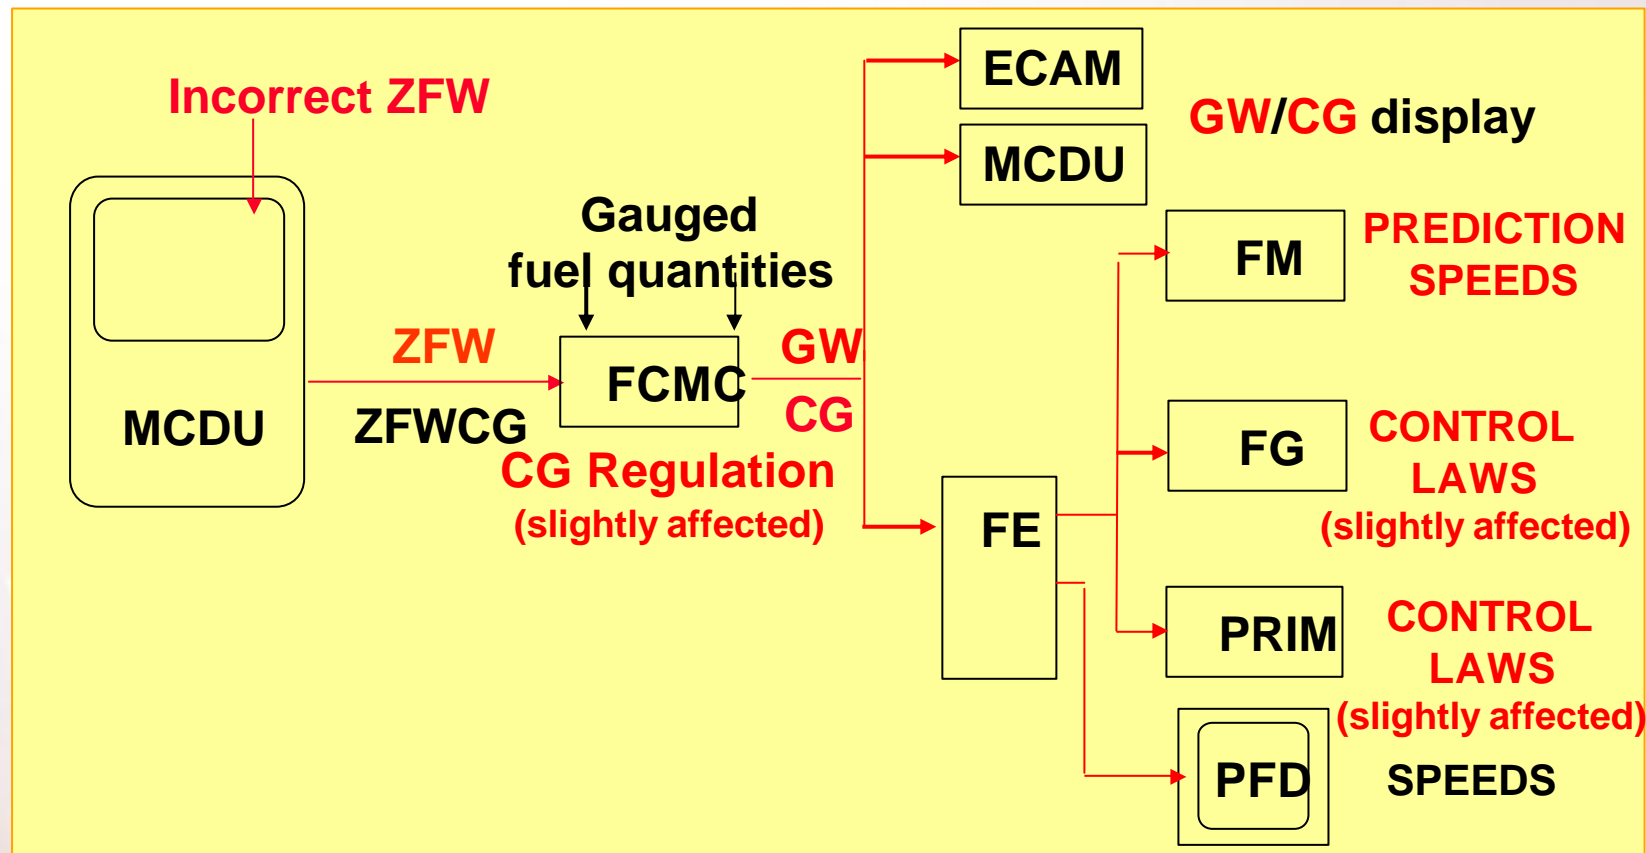 Incorrect ZFW
MCDU
ZFW
ZFWCG
Gauged
fuel quantities
FCMC
CG Regulation
(slightly affected)
GW
CG
ECAM
MCDU
GW/CG display
FE
FM
PREDICTION
SPEEDS
FG
CONTROL
LAWS
(slightly affected)
PRIM
CONTROL
LAWS
(slightly affected)
PFD
SPEEDS